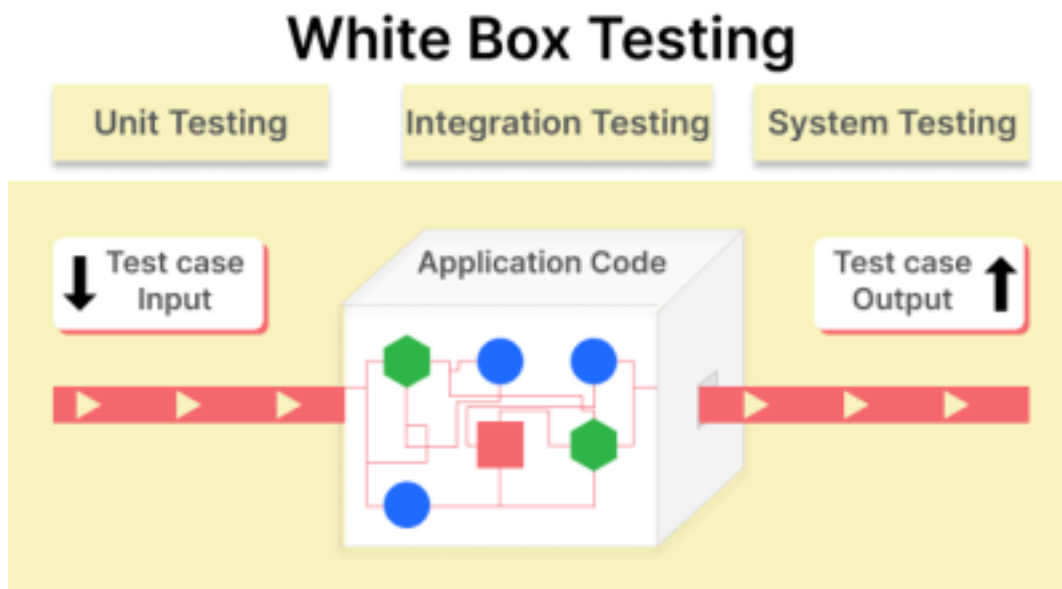 White Box Testing
Unit Testing
Integration Testing
System Testing
Test case
Input
Application Code
Test case
Output